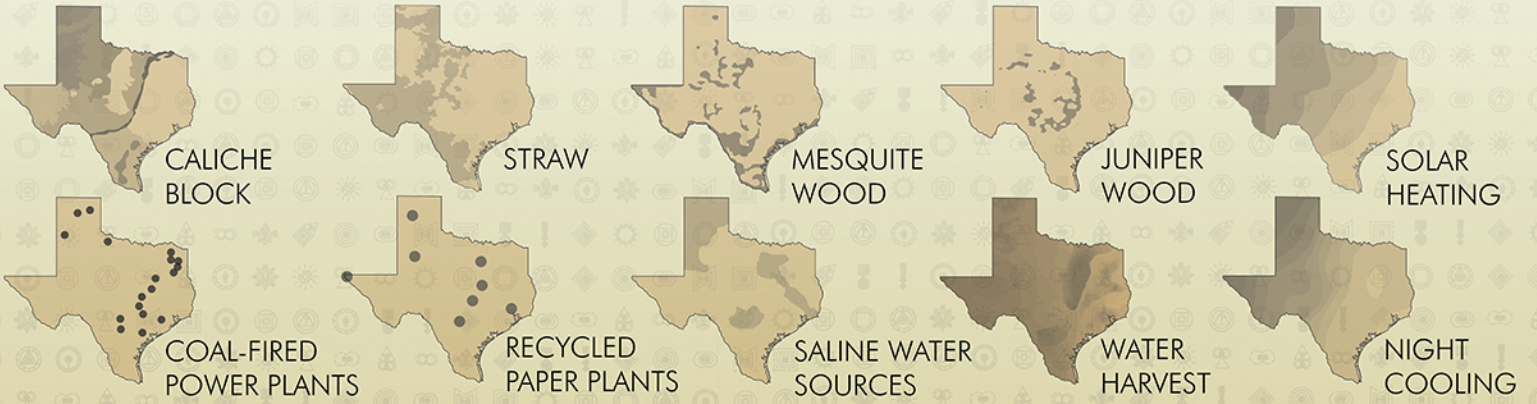 CALICHE
BLOCK
STRAW
MESQUITE
WOOD
JUNIPER
WOOD
SOLAR
HEATING
COAL-FIRED
POWER PLANTS
RECYCLED
PAPER PLANTS
SALINE WATER
SOURCES
WATER
HARVEST
NIGHT
COOLING